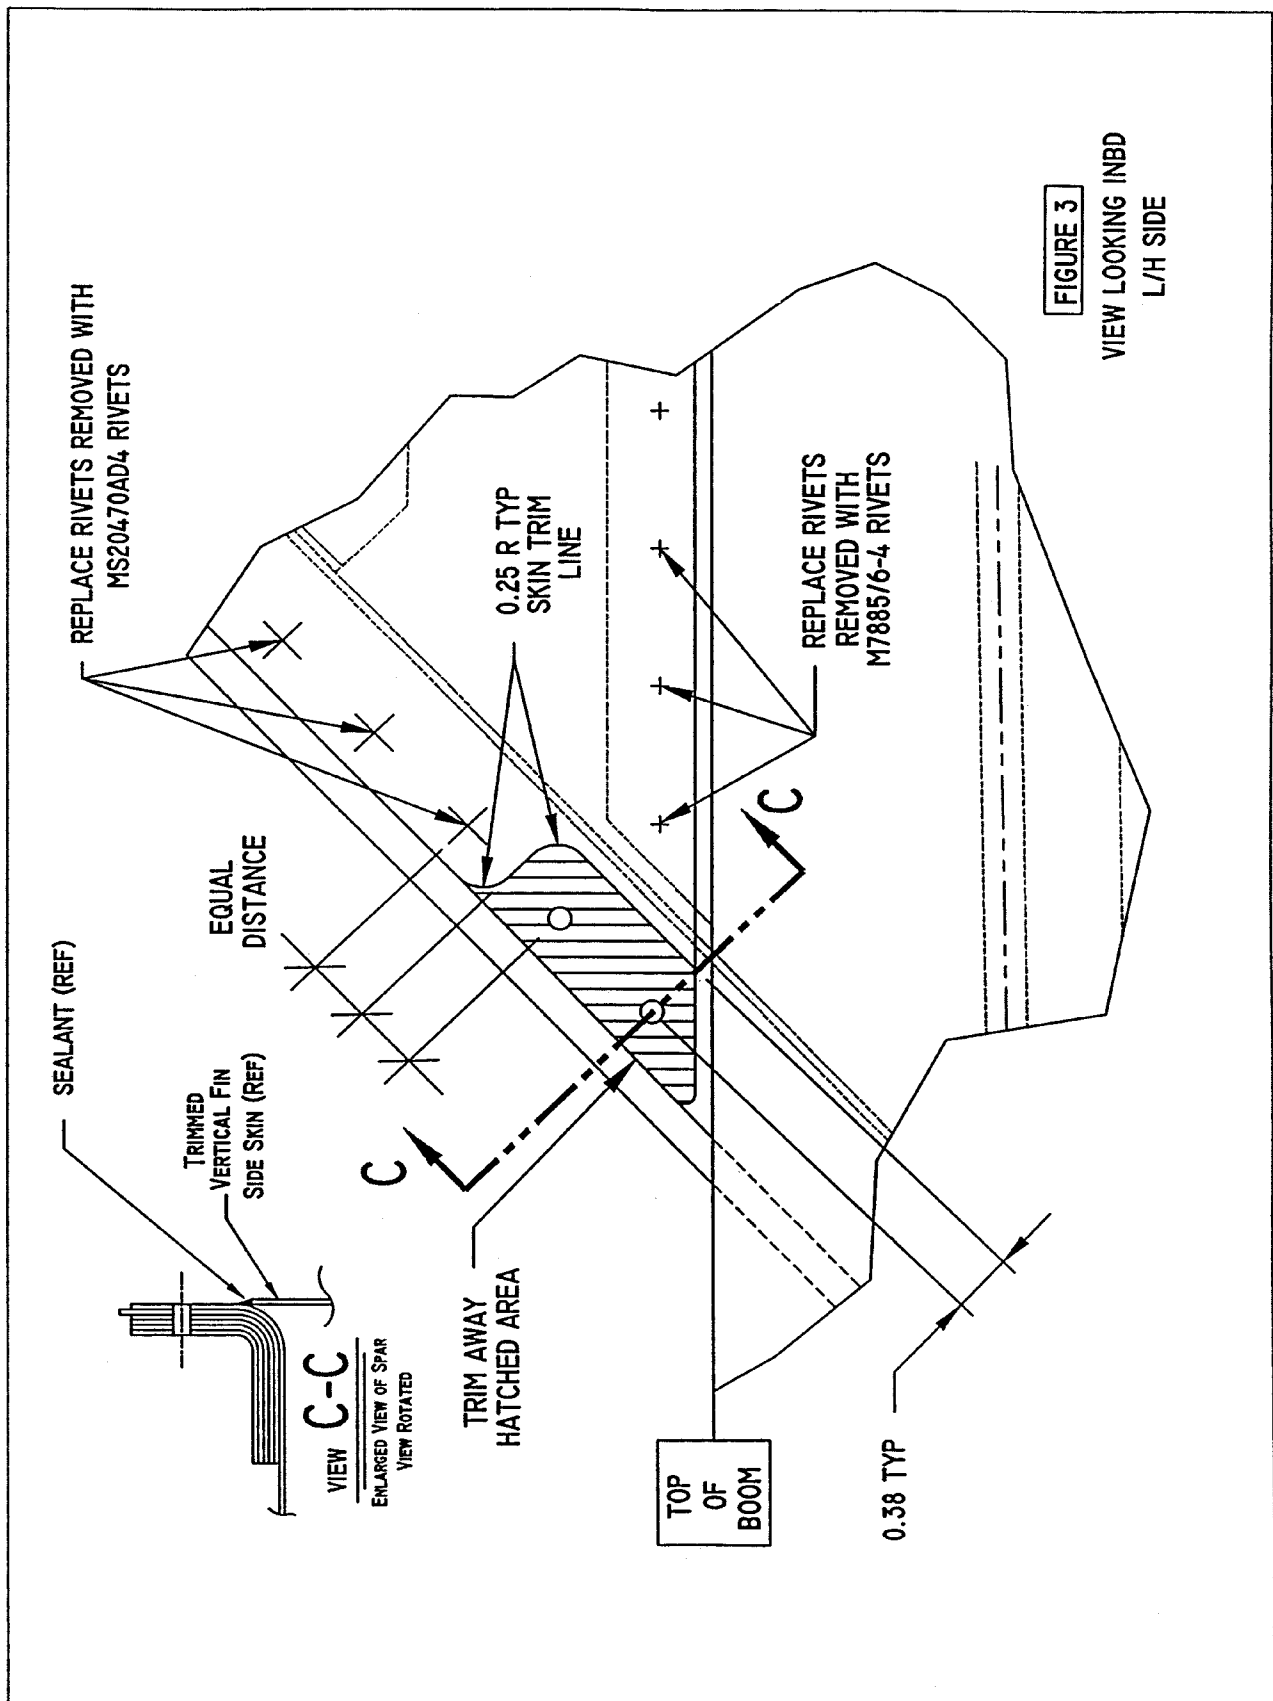 SEALANT (REF)
TRIMMED
VERTICAL FIN
SIDE SKIN (REF)
VIEW C-C
ENLARGED VIEW OF SPAR
VIEW ROTATED
EQUAL
DISTANCE
REPLACE RIVETS REMOVED WITH
MS20470AD4 RIVETS
C
TRIM AWAY
HATCHED AREA
0.25 R TYP
SKIN TRIM
LINE
C
TOP
OF
BOOM
REPLACE RIVETS
REMOVED WITH
M7885/6-4 RIVETS
0.38 TYP
FIGURE 3
VIEW LOOKING INBD
L/H SIDE